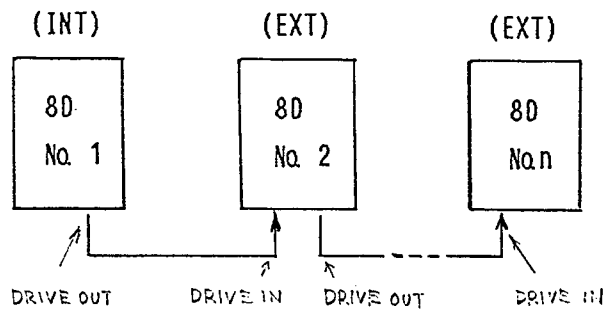 (INT) (EXT) (EXT)
8D 8D 8D
No. 1 No. 2 No. n
DRIVE OUT DRIVE IN DRIVE OUT DRIVE IN